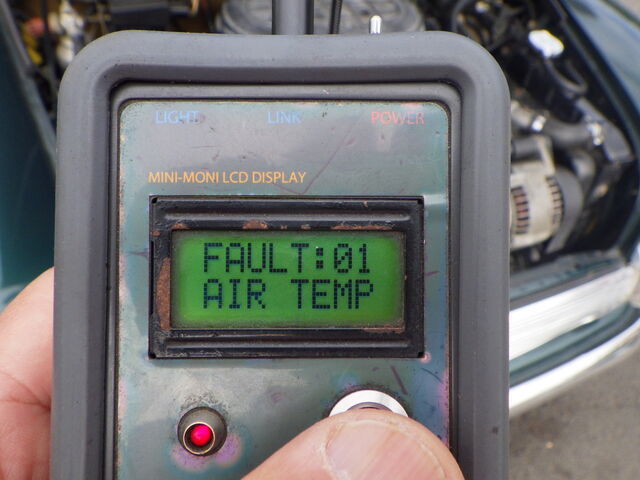 LIGHT LINK POWER
MINI-MONI LCD DISPLAY
FAULT:01
AIR TEMP